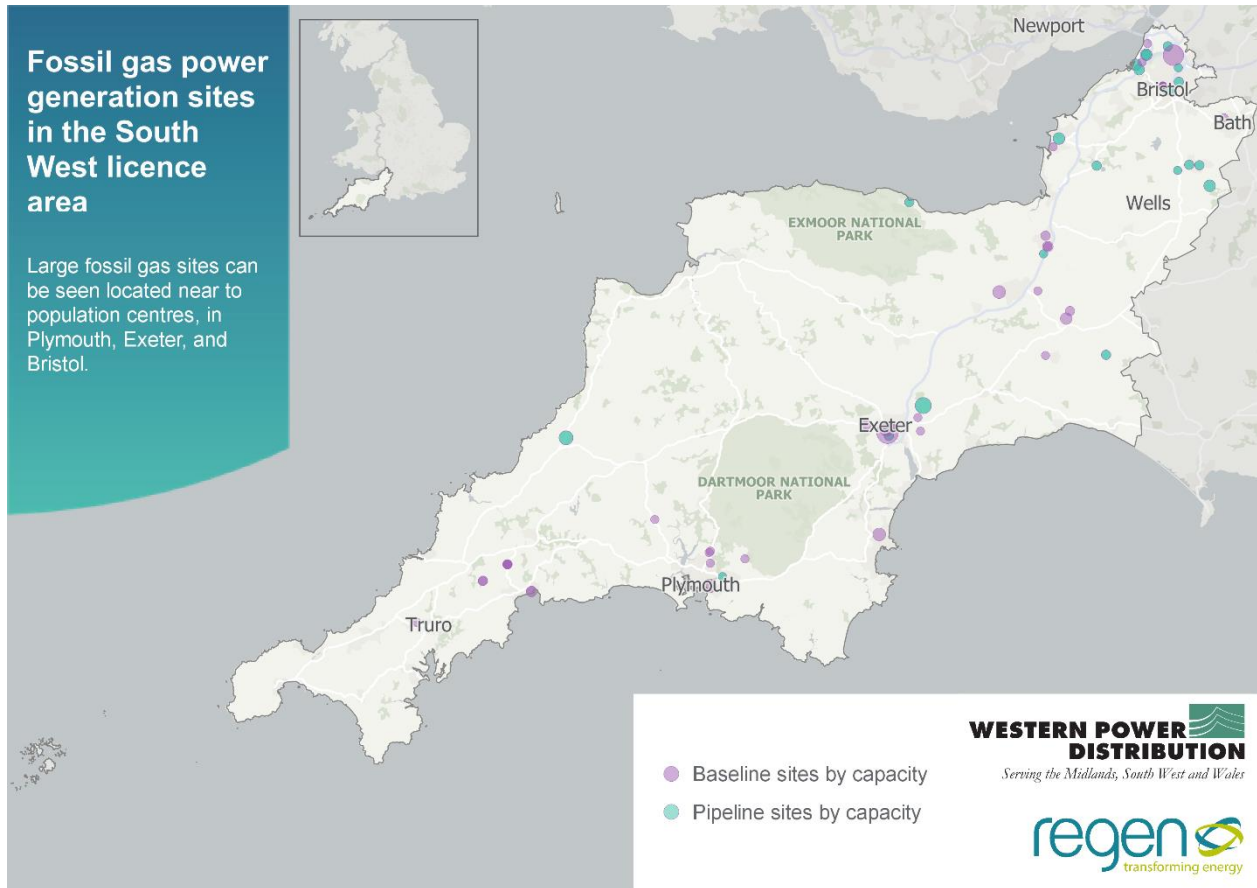 Fossil gas power
generation sites
in the South
West licence
area
Large fossil gas sites can
be seen located near to
population centres, in
Plymouth, Exeter, and
Bristol.
Newport
Bristol
Bath
Wells
EXMOOR NATIONAL
PARK
Exeter
DARTMOOR NATIONAL
PARK
Plymouth
Truro
Baseline sites by capacity
Pipeline sites by capacity
WESTERN POWER
DISTRIBUTION
Serving the Midlands, South West and Wales
regen
transforming energy